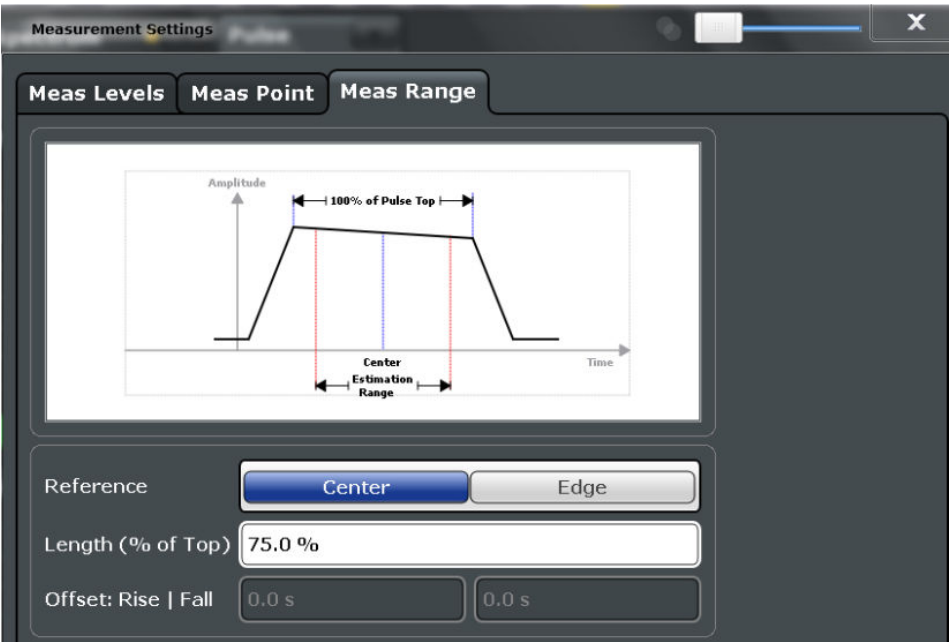 Measurement Settings
Pulse
X
Meas Levels Meas Point Meas Range
Amplitude
100% of Pulse Top
Center
Time
Estimation
Range
Reference Center Edge
Length (% of Top) 75.0 %
Offset: Rise | Fall 0.0 s 0.0 s